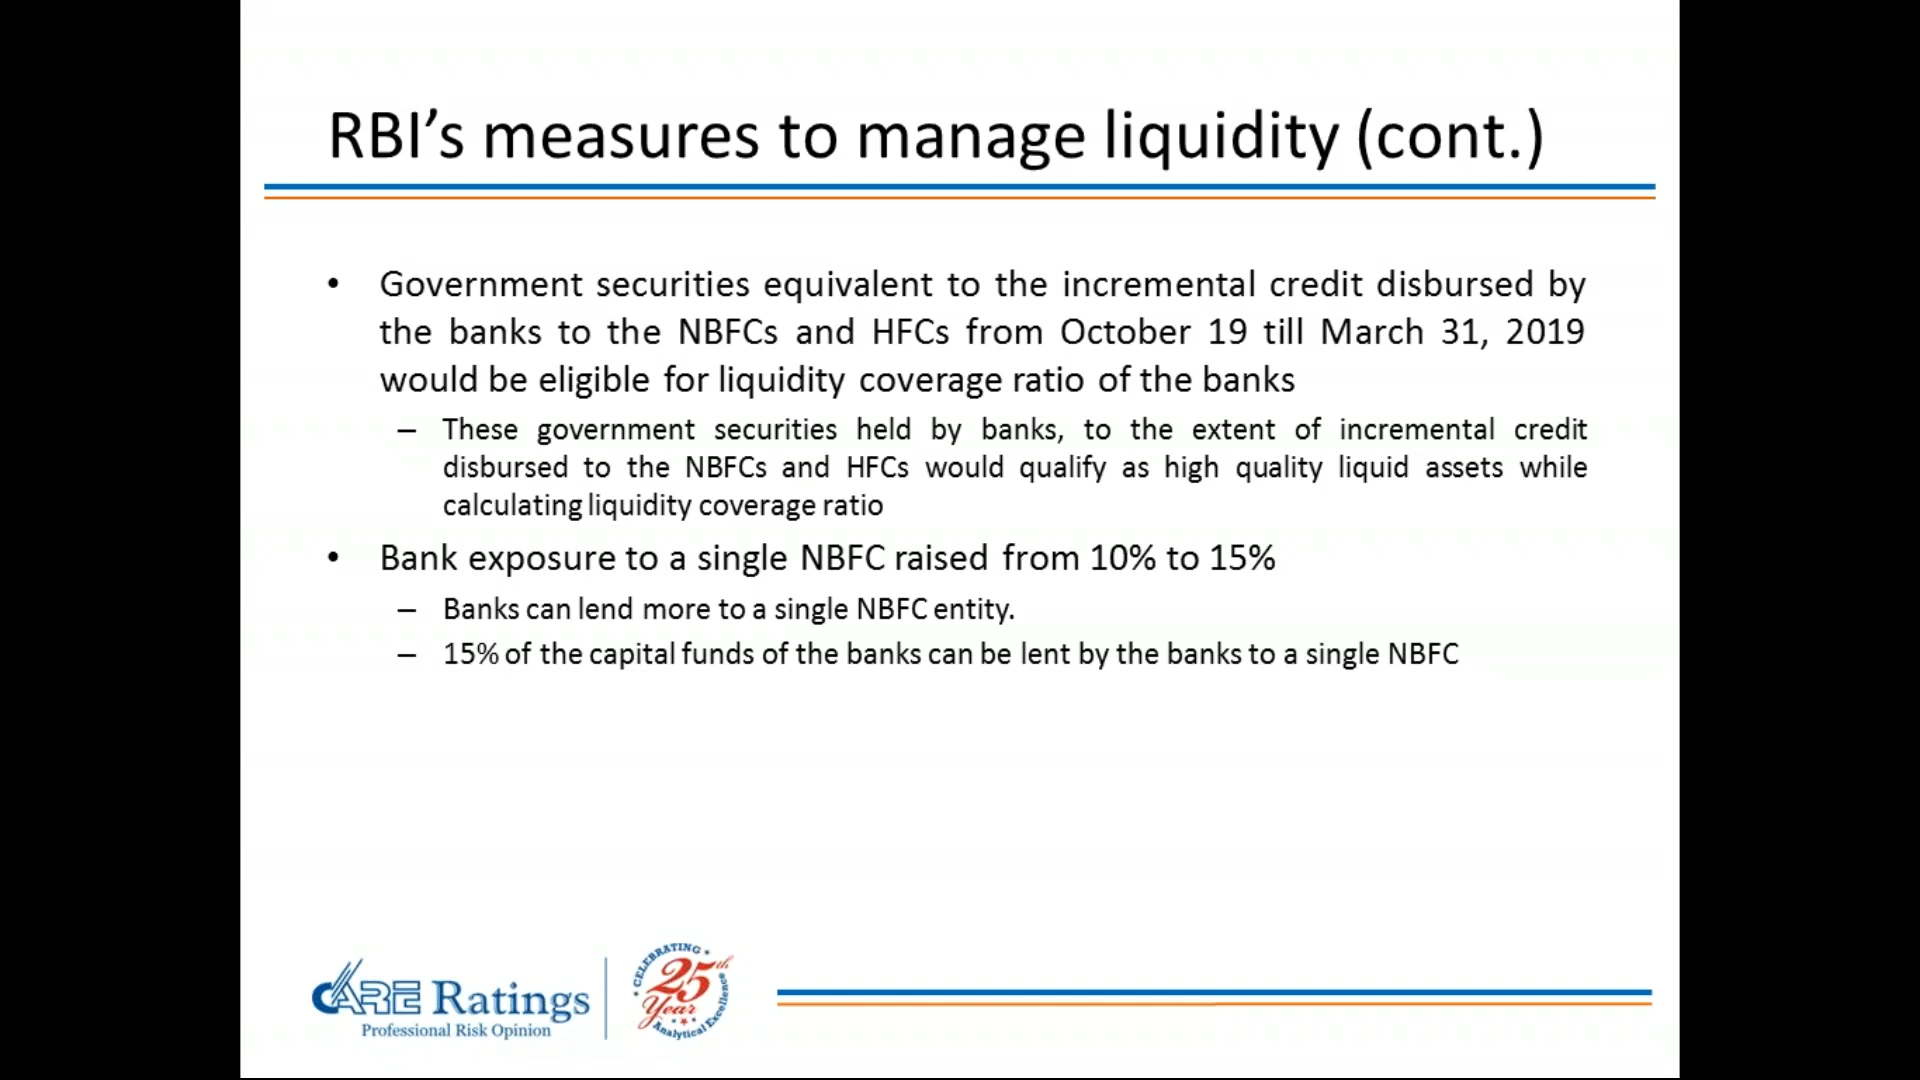 RBI’s measures to manage liquidity (cont.)
• Government securities equivalent to the incremental credit disbursed by
the banks to the NBFCs and HFCs from October 19 till March 31, 2019
would be eligible for liquidity coverage ratio of the banks
– These government securities held by banks, to the extent of incremental credit
disbursed to the NBFCs and HFCs would qualify as high quality liquid assets while
calculating liquidity coverage ratio
• Bank exposure to a single NBFC raised from 10% to 15%
– Banks can lend more to a single NBFC entity.
– 15% of the capital funds of the banks can be lent by the banks to a single NBFC
CARE Ratings
Professional Risk Opinion
CELEBRATING
25th
Year
Analytical Excellence